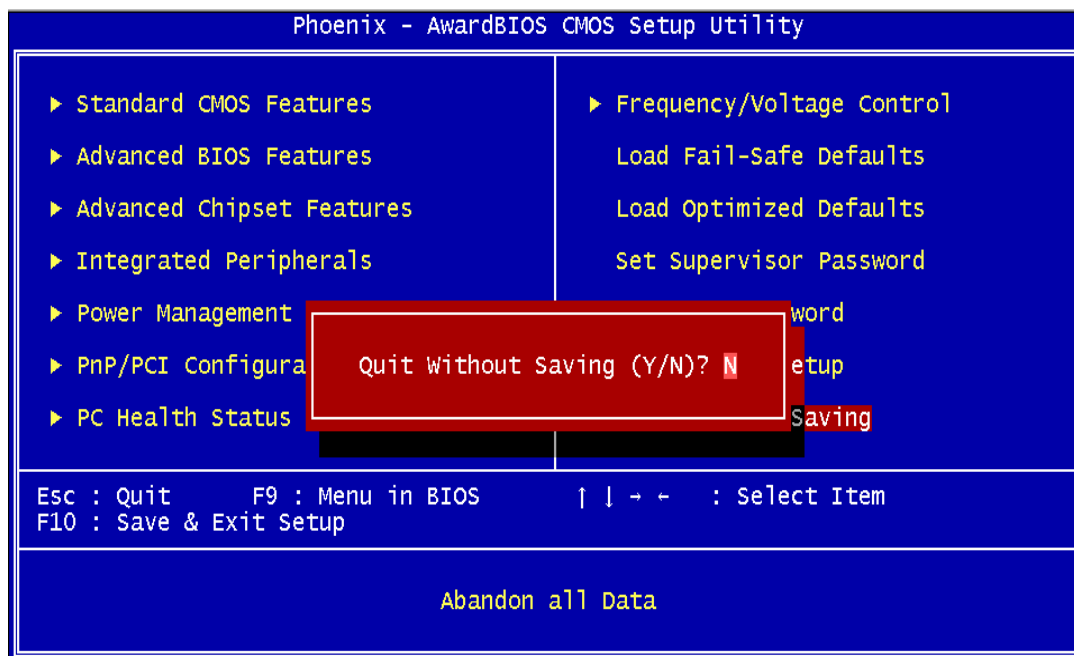 Phoenix - AwardBIOS CMOS Setup Utility
Standard CMOS Features
Advanced BIOS Features
Advanced Chipset Features
Integrated Peripherals
Power Management
PnP/PCI Configura
PC Health Status
Frequency/Voltage Control
Load Fail-Safe Defaults
Load Optimized Defaults
Set Supervisor Password
word
etup
Saving
Quit Without Saving (Y/N)? N
Esc : Quit F9 : Menu in BIOS ↑ ↓ → ← : Select Item
F10 : Save & Exit Setup
Abandon all Data